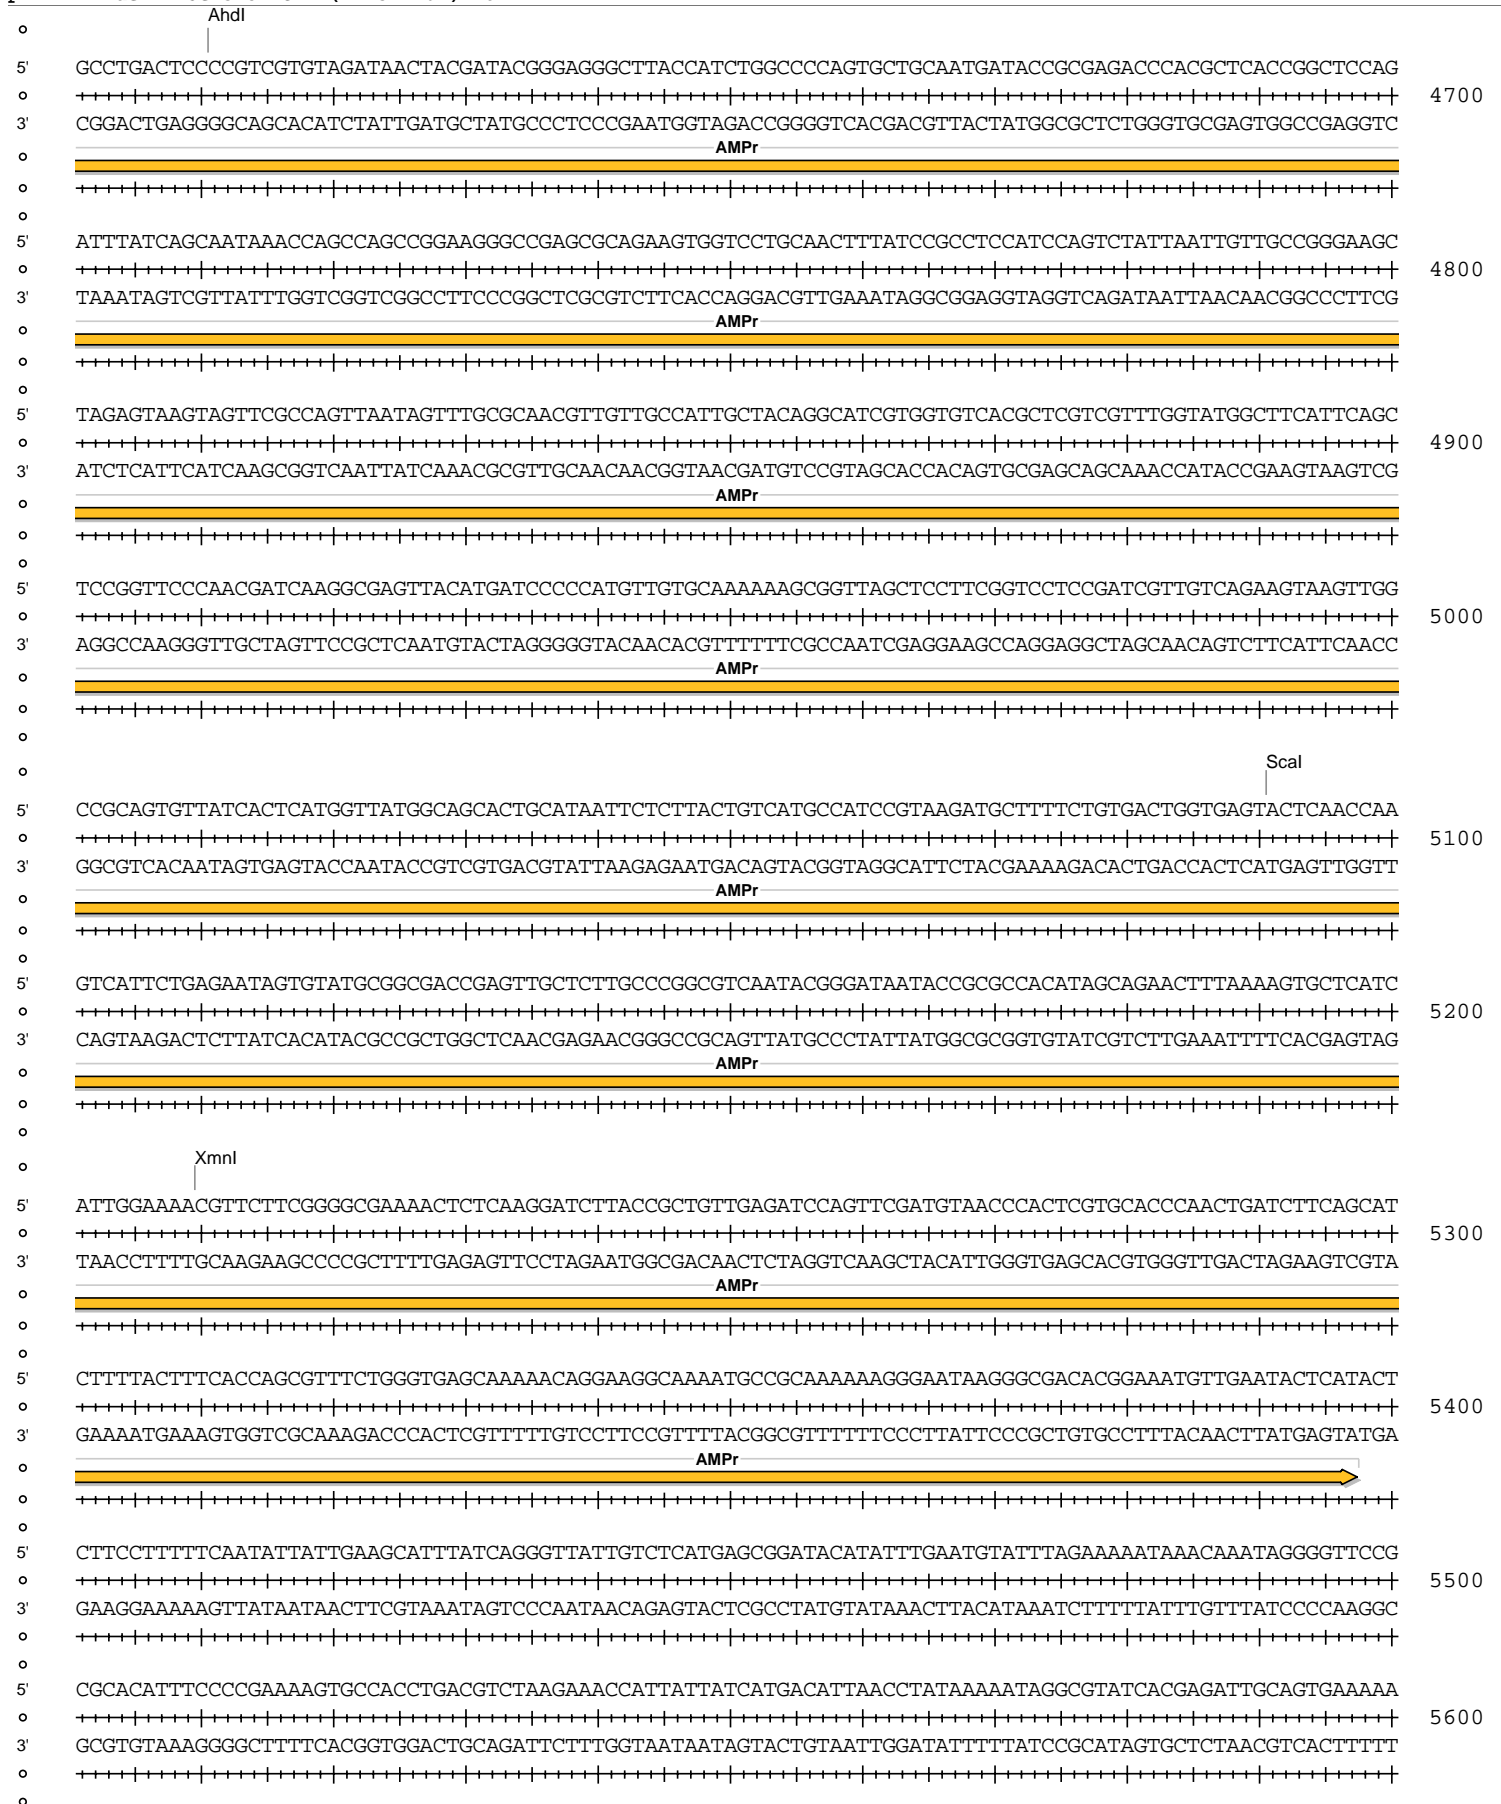 AhdI
5' GCCTGACTCCCCGTCGTGTAGATAACTACGATACGGGAGGGCTTACCATCTGGCCCCAGTGCTGCAATGATACCGCGAGACCCACGCTCACCGGCTCCAG
4700
3' CGGACTGAGGGGCAGCACATCTATTGATGCTATGCCCTCCCGAATGGTAGACCGGGGTCACGACGTTACTATGGCGCTCTGGGTGCGAGTGGCCGAGGTC
AMPr
5' ATTTATCAGCAATAAACCAGCCAGCCGGAAGGGCCGAGCGCAGAAGTGGTCCTGCAACTTTATCCGCCTCCATCCAGTCTATTAATTGTTGCCGGGAAGC
4800
3' TAAATAGTCGTTATTTGGTCGGTCGGCCTTCCCGGCTCGCGTCTTCACCAGGACGTTGAAATAGGCGGAGGTAGGTCAGATAATTAACAACGGCCCTTCG
AMPr
5' TAGAGTAAGTAGTTCGCCAGTTAATAGTTTGCGCAACGTTGTTGCCATTGCTACAGGCATCGTGGTGTCACGCTCGTCGTTTGGTATGGCTTCATTCAGC
4900
3' ATCTCATTCATCAAGCGGTCAATTATCAAACGCGTTGCAACAACGGTAACGATGTCCGTAGCACCACAGTGCGAGCAGCAAACCATACCGAAGTAAGTCG
AMPr
5' TCCGGTTCCCAACGATCAAGGCGAGTTACATGATCCCCCATGTTGTGCAAAAAAGCGGTTAGCTCCTTCGGTCCTCCGATCGTTGTCAGAAGTAAGTTGG
5000
3' AGGCCAAGGGTTGCTAGTTCCGCTCAATGTACTAGGGGGTACAACACGTTTTTTCGCCAATCGAGGAAGCCAGGAGGCTAGCAACAGTCTTCATTCAACC
AMPr
ScaI
5' CCGCAGTGTTATCACTCATGGTTATGGCAGCACTGCATAATTCTCTTACTGTCATGCCATCCGTAAGATGCTTTTCTGTGACTGGTGAGTACTCAACCAA
5100
3' GGCGTCACAATAGTGAGTACCAATACCGTCGTGACGTATTAAGAGAATGACAGTACGGTAGGCATTCTACGAAAAGACACTGACCACTCATGAGTTGGTT
AMPr
5' GTCATTCTGAGAATAGTGTATGCGGCGACCGAGTTGCTCTTGCCCGGCGTCAATACGGGATAATACCGCGCCACATAGCAGAACTTTAAAAGTGCTCATC
5200
3' CAGTAAGACTCTTATCACATACGCCGCTGGCTCAACGAGAACGGGCCGCAGTTATGCCCTATTATGGCGCGGTGTATCGTCTTGAAATTTTCACGAGTAG
AMPr
XmnI
5' ATTGGAAAACGTTCTTCGGGGCGAAAACTCTCAAGGATCTTACCGCTGTTGAGATCCAGTTCGATGTAACCCACTCGTGCACCCAACTGATCTTCAGCAT
5300
3' TAACCTTTTGCAAGAAGCCCCGCTTTTGAGAGTTCCTAGAATGGCGACAACTCTAGGTCAAGCTACATTGGGTGAGCACGTGGGTTGACTAGAAGTCGTA
AMPr
5' CTTTTACTTTCACCAGCGTTTCTGGGTGAGCAAAAACAGGAAGGCAAAATGCCGCAAAAAAGGGAATAAGGGCGACACGGAAATGTTGAATACTCATACT
5400
3' GAAAATGAAAGTGGTCGCAAAGACCCACTCGTTTTTGTCCTTCCGTTTTACGGCGTTTTTTCCCTTATTCCCGCTGTGCCTTTACAACTTATGAGTATGA
AMPr
5' CTTCCTTTTTCAATATTATTGAAGCATTTATCAGGGTTATTGTCTCATGAGCGGATACATATTTGAATGTATTTAGAAAAATAAACAAATAGGGGTTCCG
5500
3' GAAGGAAAAAGTTATAATAACTTCGTAAATAGTCCCAATAACAGAGTACTCGCCTATGTATAAACTTACATAAATCTTTTTATTTGTTTATCCCCAAGGC
5' CGCACATTTCCCCGAAAAGTGCCACCTGACGTCTAAGAAACCATTATTATCATGACATTAACCTATAAAAATAGGCGTATCACGAGATTGCAGTGAAAAA
5600
3' GCGTGTAAAGGGGCTTTTCACGGTGGACTGCAGATTCTTTGGTAATAATAGTACTGTAATTGGATATTTTTATCCGCATAGTGCTCTAACGTCACTTTTT